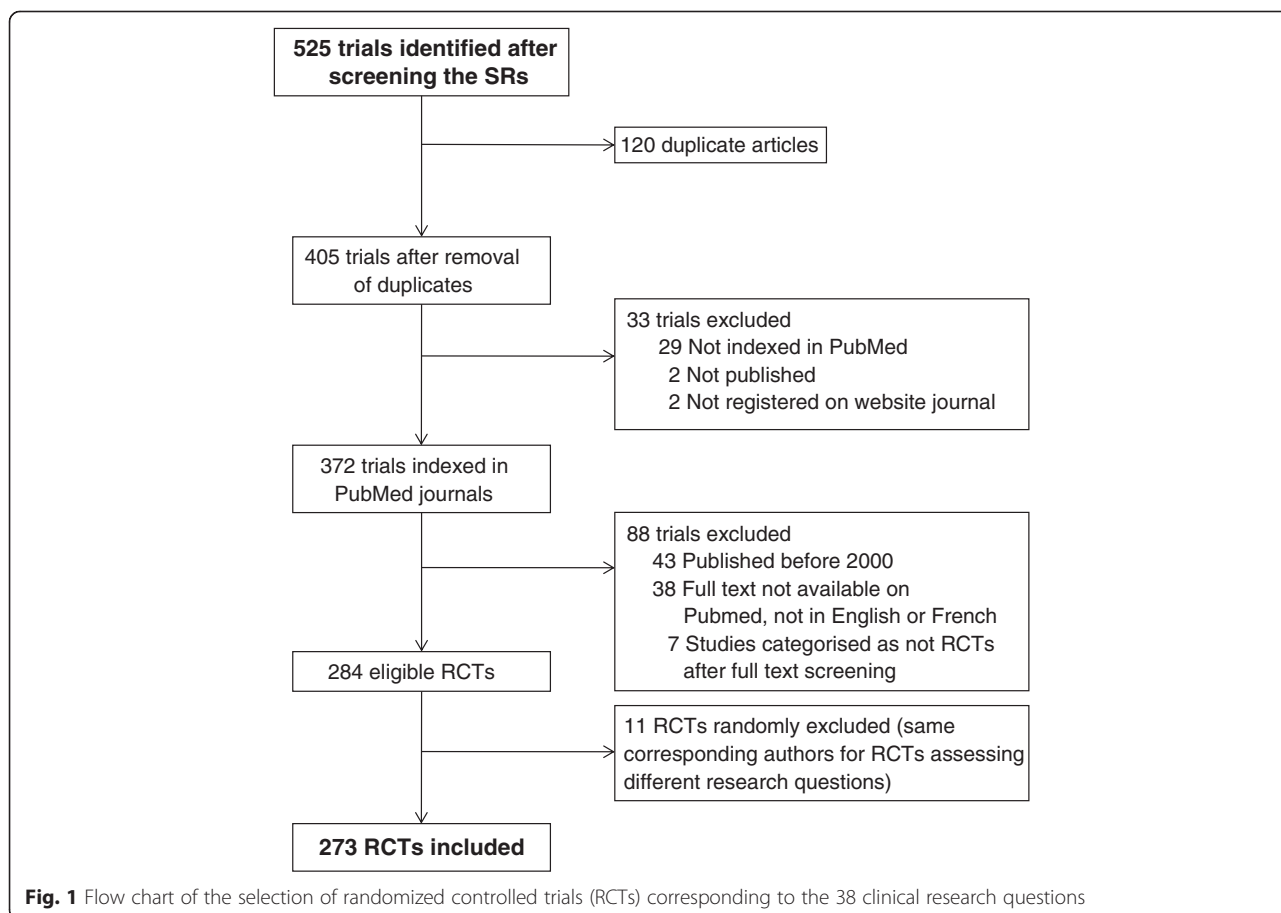 525 trials identified after
screening the SRs
120 duplicate articles
405 trials after removal
of duplicates
33 trials excluded
29 Not indexed in PubMed
2 Not published
2 Not registered on website journal
372 trials indexed in
PubMed journals
88 trials excluded
43 Published before 2000
38 Full text not available on
Pubmed, not in English or French
7 Studies categorised as not RCTs
after full text screening
284 eligible RCTs
11 RCTs randomly excluded (same
corresponding authors for RCTs assessing
different research questions)
273 RCTs included
Fig. 1 Flow chart of the selection of randomized controlled trials (RCTs) corresponding to the 38 clinical research questions